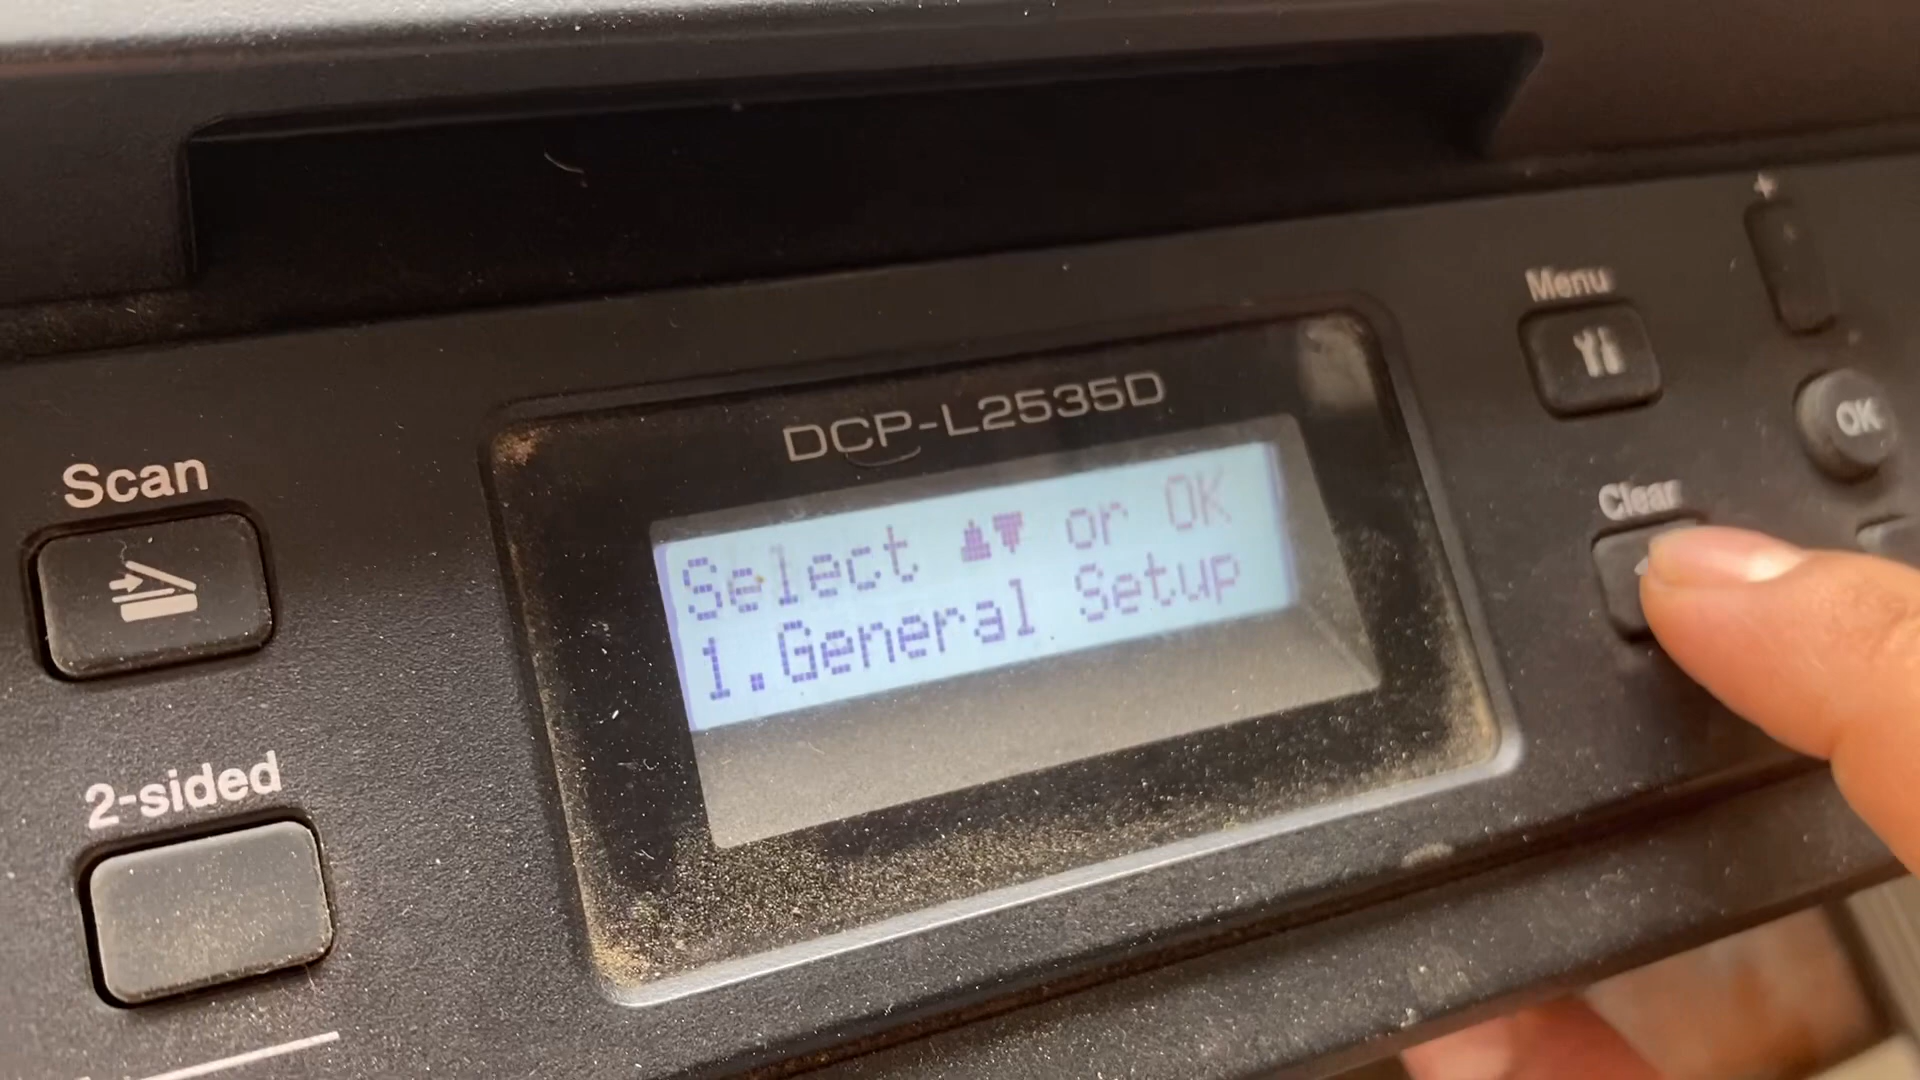 DCP-L2535D
Select ▲▼ or OK
1.General Setup
Scan
2-sided
Menu
+
OK
Clear